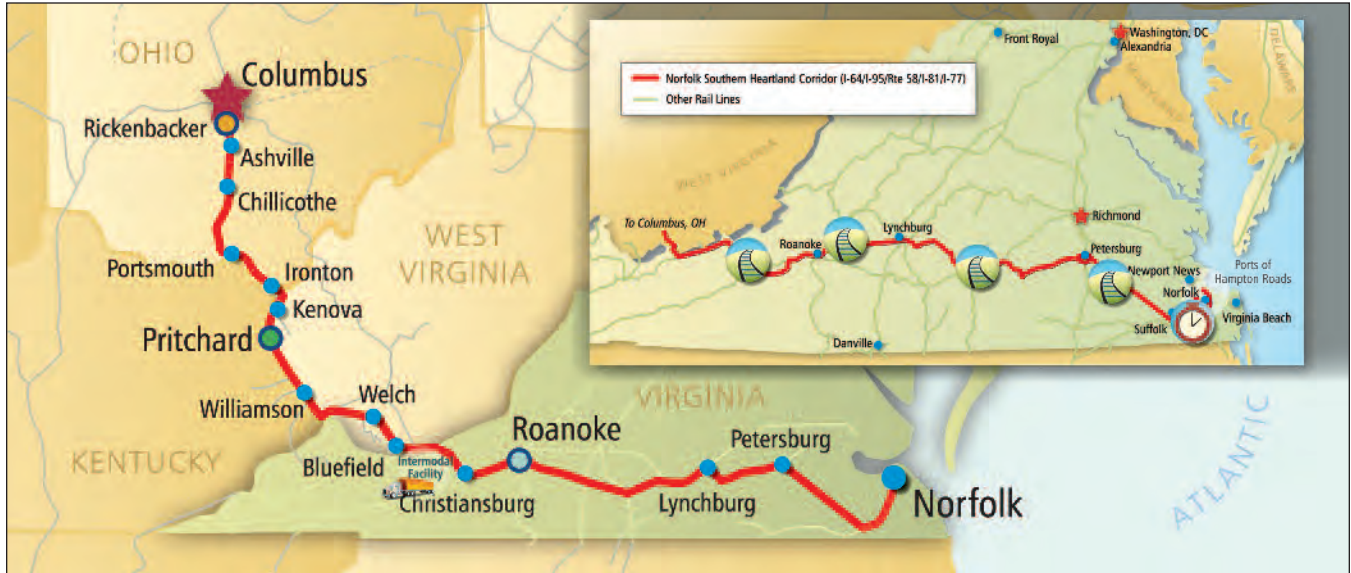 OHIO
Columbus
Rickenbacker
Ashville
Chillicothe
WEST
VIRGINIA
Portsmouth
Ironton
Kenova
Pritchard
Williamson
Welch
KENTUCKY
Bluefield
Intermodal
Facility
Christiansburg
Roanoke
VIRGINIA
Lynchburg
Petersburg
Norfolk
ATLANTIC
Front Royal
Washington, DC
Alexandria
MARYLAND
DELAWARE
Norfolk Southern Heartland Corridor (I-64/I-95/Rte 58/I-81/I-77)
Other Rail Lines
WEST VIRGINIA
To Columbus, OH
Roanoke
Lynchburg
Richmond
Petersburg
Newport News
Ports of
Hampton Roads
Norfolk
Suffolk
Virginia Beach
Danville